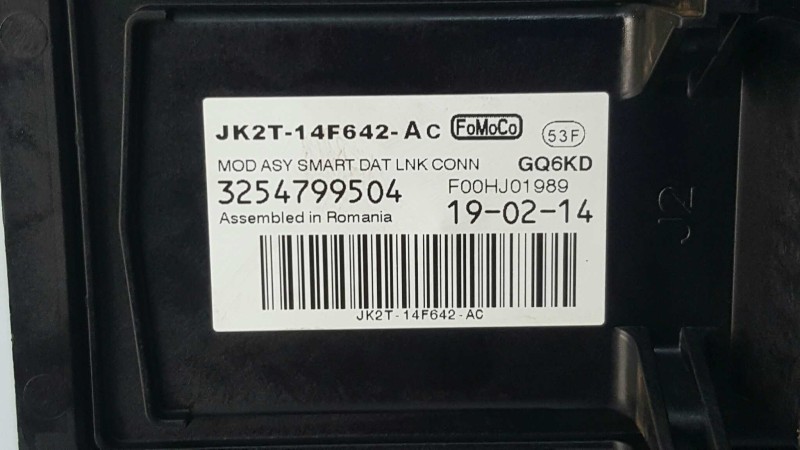 JK2T-14F642-AC FoMoCo 53F
MOD ASY SMART DAT LNK CONN GQ6KD
3254799504 F00HJ01989
Assembled in Romania 19-02-14
JK2T-14F642-AC
J2